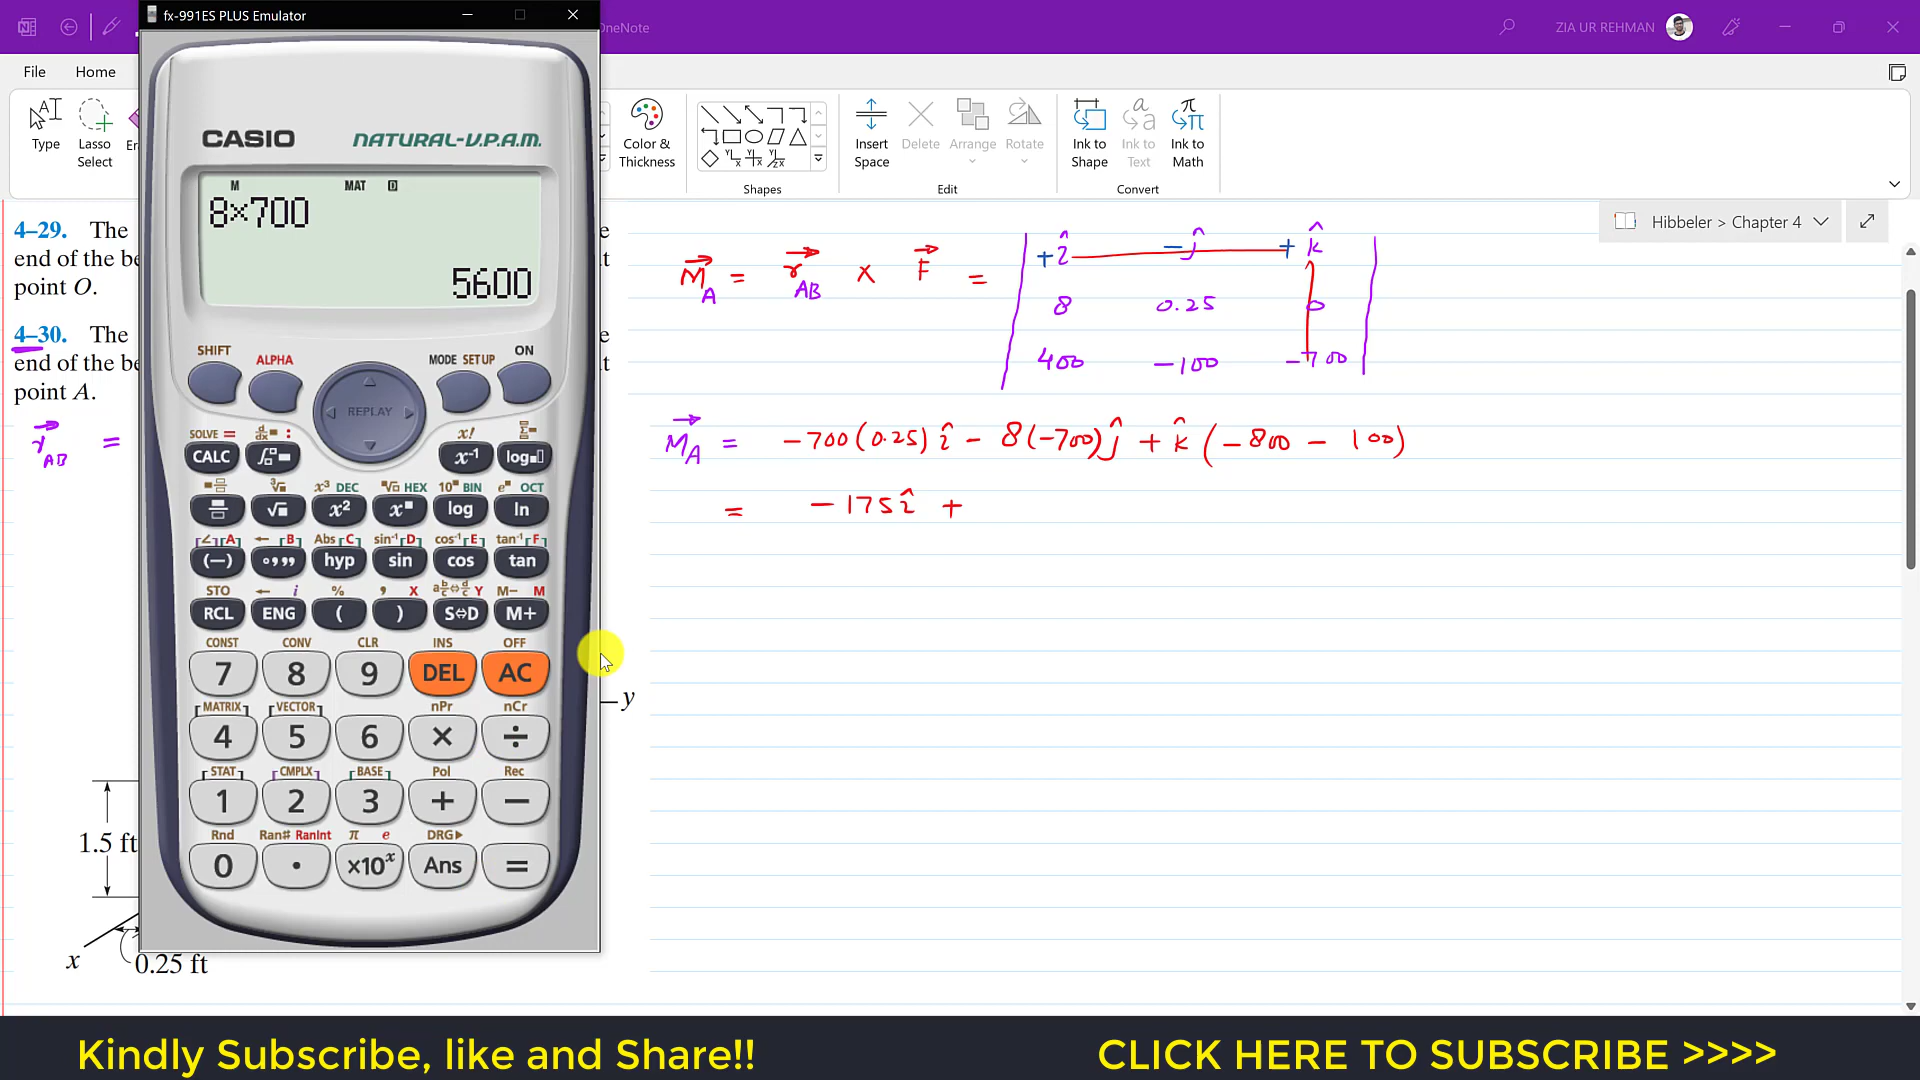 fx-991ES PLUS Emulator
OneNote
ZIA UR REHMAN
File
Home
Type
Lasso Select
Color & Thickness
Shapes
Insert Space
Delete
Arrange
Rotate
Edit
Ink to Shape
Ink to Text
Ink to Math
Convert
Hibbeler > Chapter 4
4–29. The
end of the be
point O.
4–30. The
end of the be
point A.
r AB =
1.5 ft
x
0.25 ft
y
CASIO
NATURAL-V.P.A.M.
M MAT D
8×700
5600
SHIFT ALPHA REPLAY MODE SETUP ON
SOLVE = d/dx : x! Σ
CALC ∫ x⁻¹ log
x³ DEC ˣ√ HEX 10ˣ BIN eˣ OCT
√ x² xⁿ log ln
∠ A ← B Abs C sin⁻¹ D cos⁻¹ E tan⁻¹ F
(−) °,,, hyp sin cos tan
STO ← i % , X a b/c⇔d/c Y M− M
RCL ENG ( ) S⇔D M+
CONST CONV CLR INS OFF
7 8 9 DEL AC
MATRIX VECTOR nPr nCr
4 5 6 × ÷
STAT CMPLX BASE Pol Rec
1 2 3 + −
Rnd Ran# RanInt π e DRG▶
0 . ×10ˣ Ans =
M A = r AB x F = | +î −ĵ +k̂ |
8 0.25 0
400 −100 −700
M A = −700(0.25) î − 8(−700) ĵ + k̂ (−800 − 100)
= −175 î +
Kindly Subscribe, like and Share!!
CLICK HERE TO SUBSCRIBE >>>>